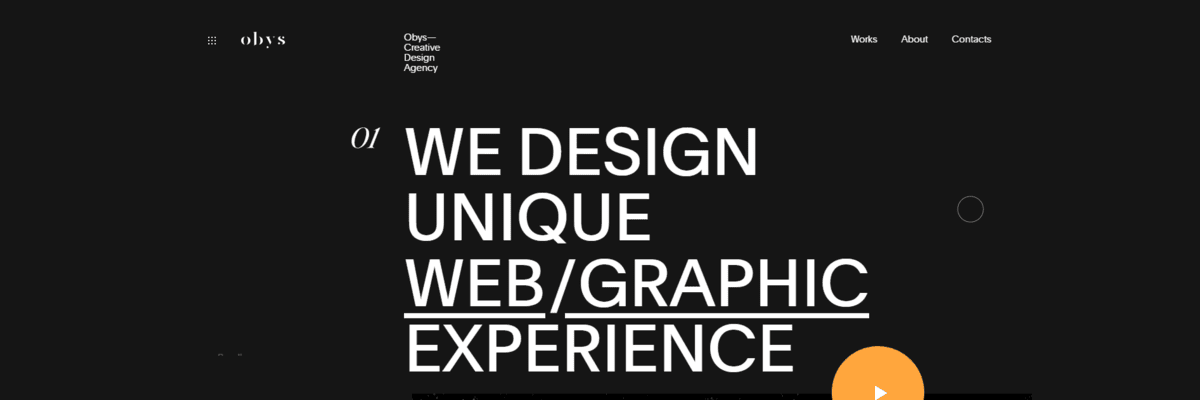 obys
Obys—
Creative
Design
Agency
Works
About
Contacts
01
WE DESIGN
UNIQUE
WEB/GRAPHIC
EXPERIENCE